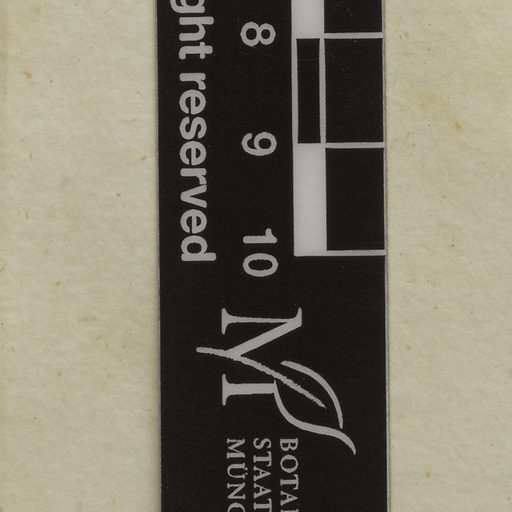 ght reserved
8 9 10
M
BOTA
STAAT
MÜNC